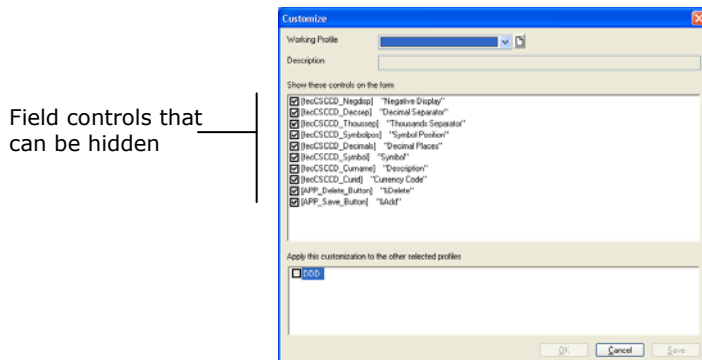 Customize
Working Profile
Description
Show these controls on the form
Field controls that
can be hidden
[fecCSCCD_Negdisp] "Negative Display"
[fecCSCCD_Decsep] "Decimal Separator"
[fecCSCCD_Thoussep] "Thousands Separator"
[fecCSCCD_Symbolpos] "Symbol Position"
[fecCSCCD_Decimals] "Decimal Places"
[fecCSCCD_Symbol] "Symbol"
[fecCSCCD_Curname] "Description"
[fecCSCCD_Curid] "Currency Code"
[APP_Delete_Button] "%Delete"
[APP_Save_Button] "%Add"
Apply this customization to the other selected profiles
DDD
OK Cancel Save